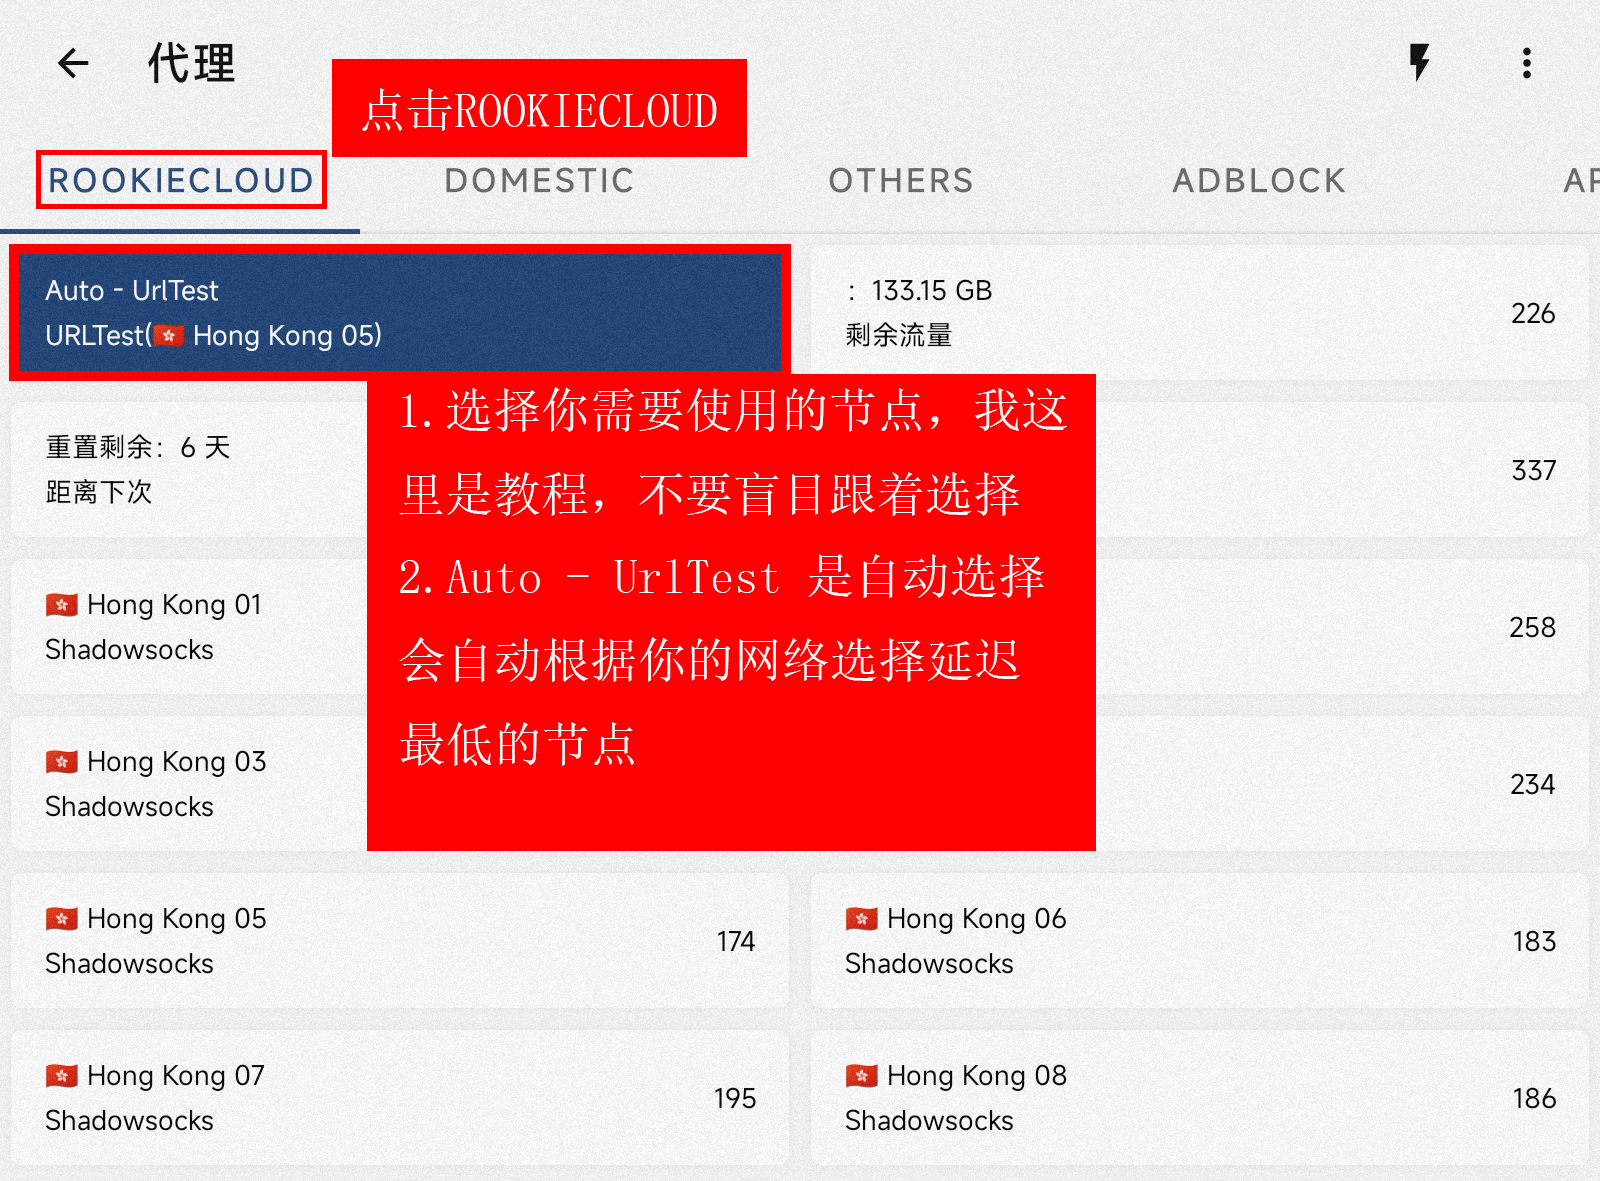 代理
点击ROOKIECLOUD
ROOKIECLOUD
DOMESTIC
OTHERS
ADBLOCK
AP
Auto - UrlTest
URLTest(🇭🇰 Hong Kong 05)
: 133.15 GB
剩余流量
226
重置剩余: 6 天
距离下次
337
1.选择你需要使用的节点，我这
里是教程，不要盲目跟着选择
2.Auto - UrlTest 是自动选择
会自动根据你的网络选择延迟
最低的节点
🇭🇰 Hong Kong 01
Shadowsocks
258
🇭🇰 Hong Kong 03
Shadowsocks
234
🇭🇰 Hong Kong 05
Shadowsocks
174
🇭🇰 Hong Kong 06
Shadowsocks
183
🇭🇰 Hong Kong 07
Shadowsocks
195
🇭🇰 Hong Kong 08
Shadowsocks
186